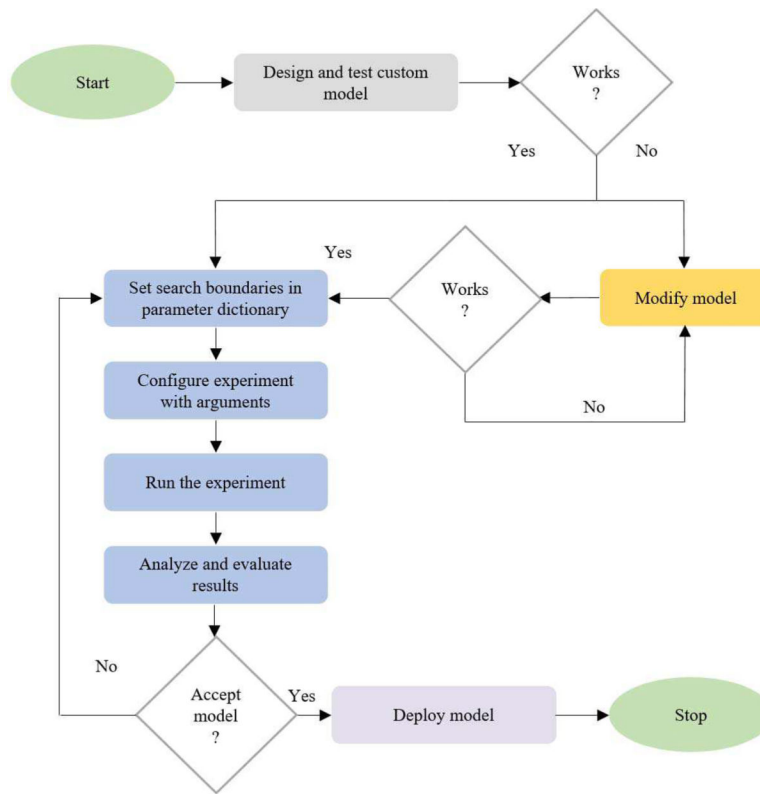 Start
Design and test custom
model
Works
?
Yes
No
Yes
Set search boundaries in
parameter dictionary
Works
?
Modify model
Configure experiment
with arguments
No
Run the experiment
Analyze and evaluate
results
No
Accept
model
?
Yes
Deploy model
Stop